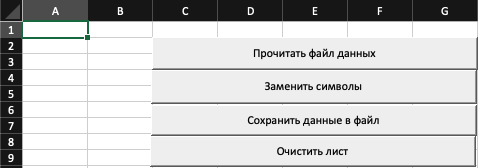 A B C D E F G
1
2 Прочитать файл данных
3
4
5 Заменить символы
6
7 Сохранить данные в файл
8 Очистить лист
9